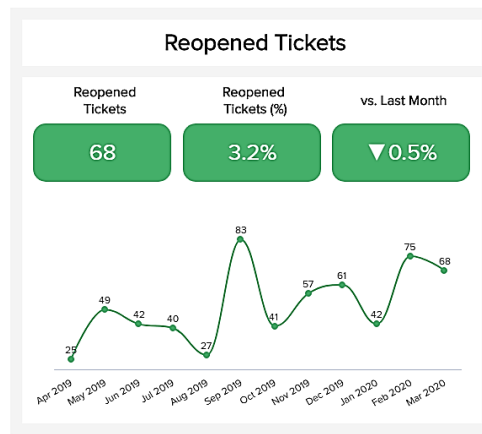 Reopened Tickets
Reopened
Tickets
Reopened
Tickets (%)
vs. Last Month
68
3.2%
▼0.5%
25
49
42
40
27
83
41
57
61
42
75
68
Apr 2019
May 2019
Jun 2019
Jul 2019
Aug 2019
Sep 2019
Oct 2019
Nov 2019
Dec 2019
Jan 2020
Feb 2020
Mar 2020